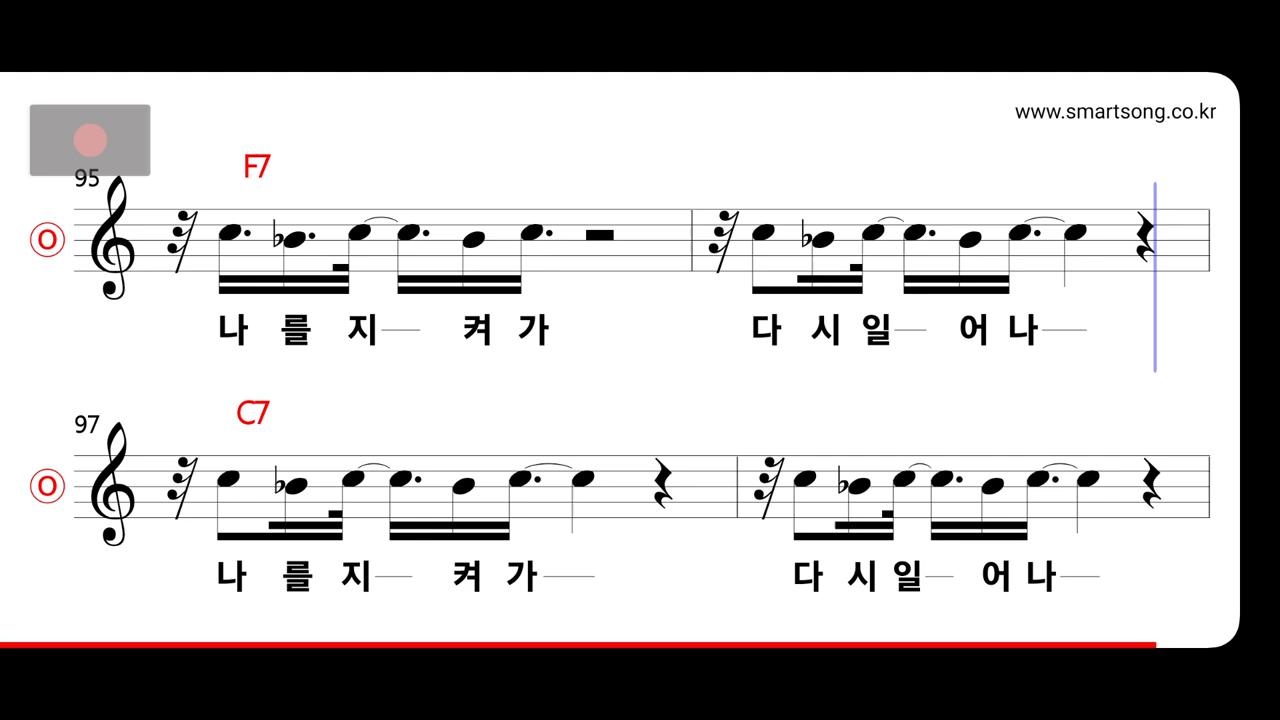 www.smartsong.co.kr
95
F7
O
나 를 지 켜 가 다 시 일 어 나
97
C7
O
나 를 지 켜 가 다 시 일 어 나